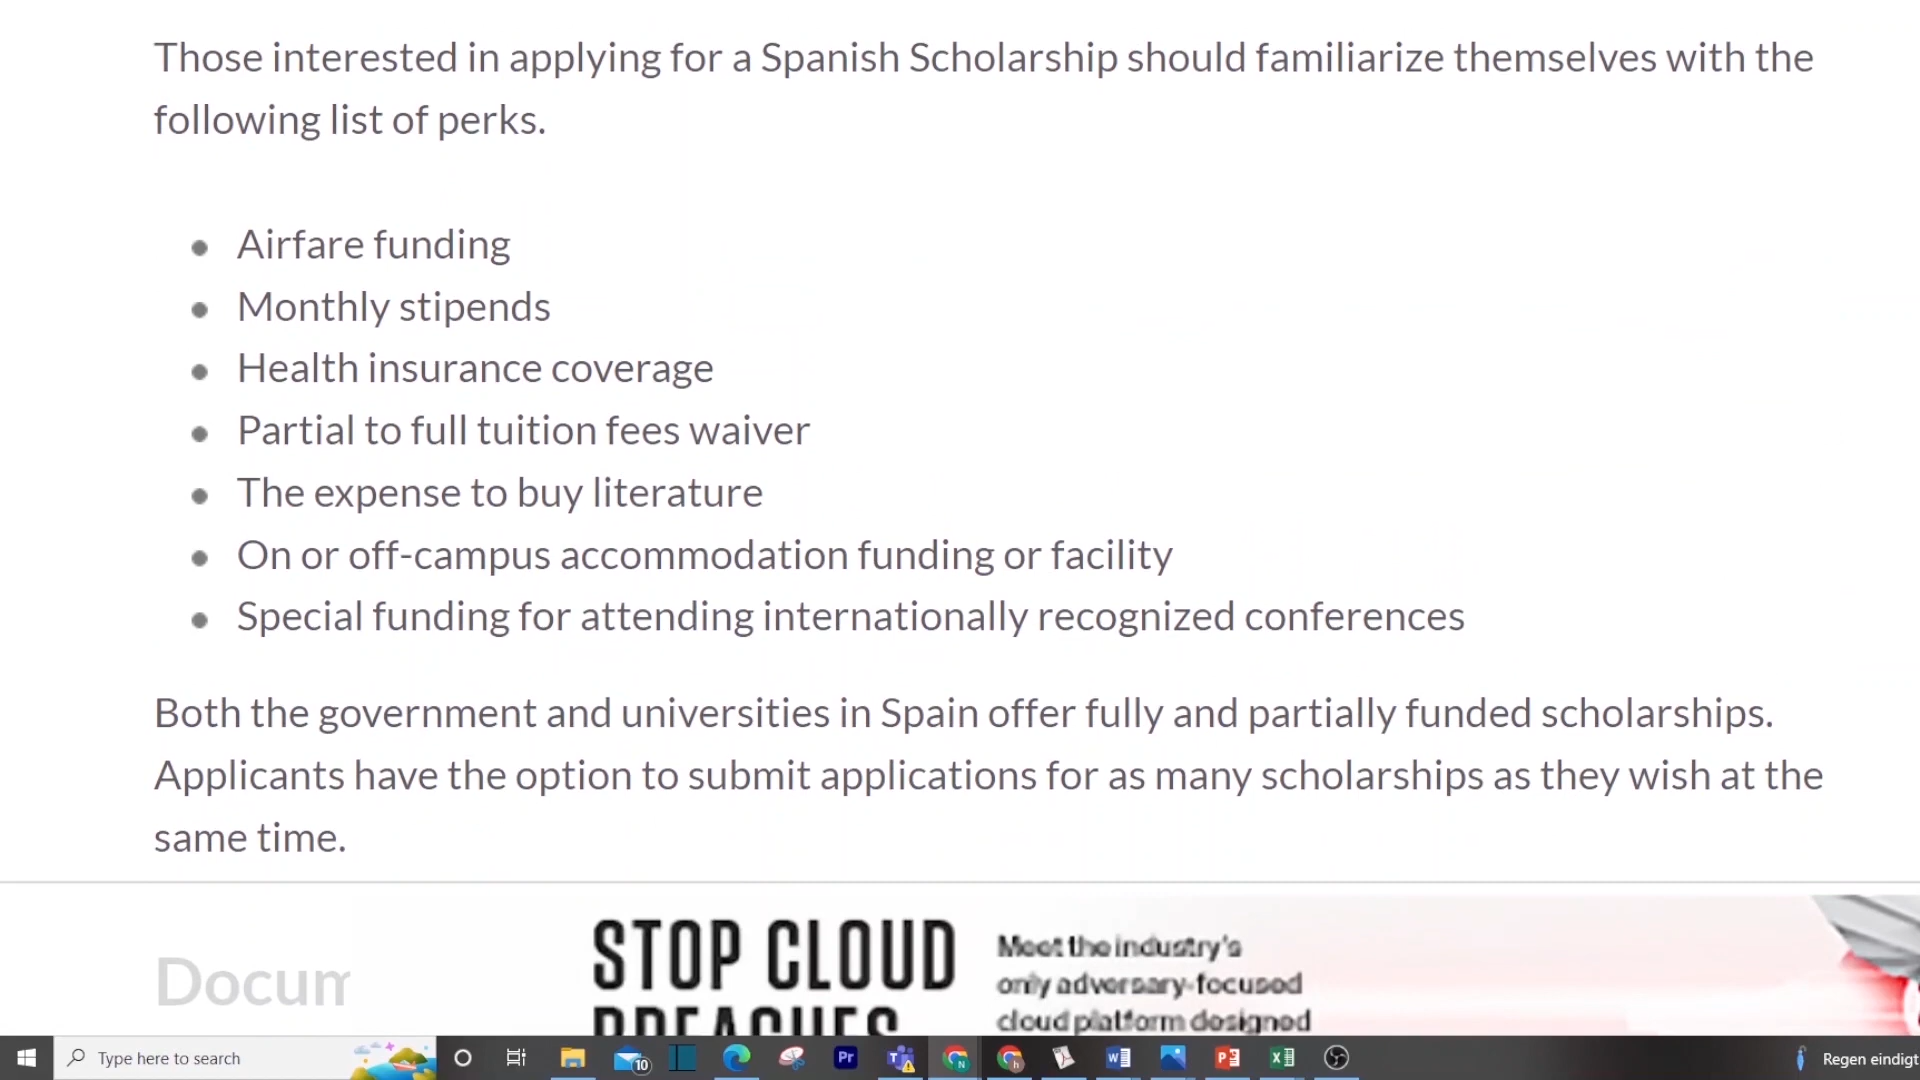 Those interested in applying for a Spanish Scholarship should familiarize themselves with the
following list of perks.
Airfare funding
Monthly stipends
Health insurance coverage
Partial to full tuition fees waiver
The expense to buy literature
On or off-campus accommodation funding or facility
Special funding for attending internationally recognized conferences
Both the government and universities in Spain offer fully and partially funded scholarships.
Applicants have the option to submit applications for as many scholarships as they wish at the
same time.
Docum
STOP CLOUD
BREACHES
Meet the industry's
only adversary-focused
cloud platform designed
Type here to search
10
Pr
N
h
Regen eindigt